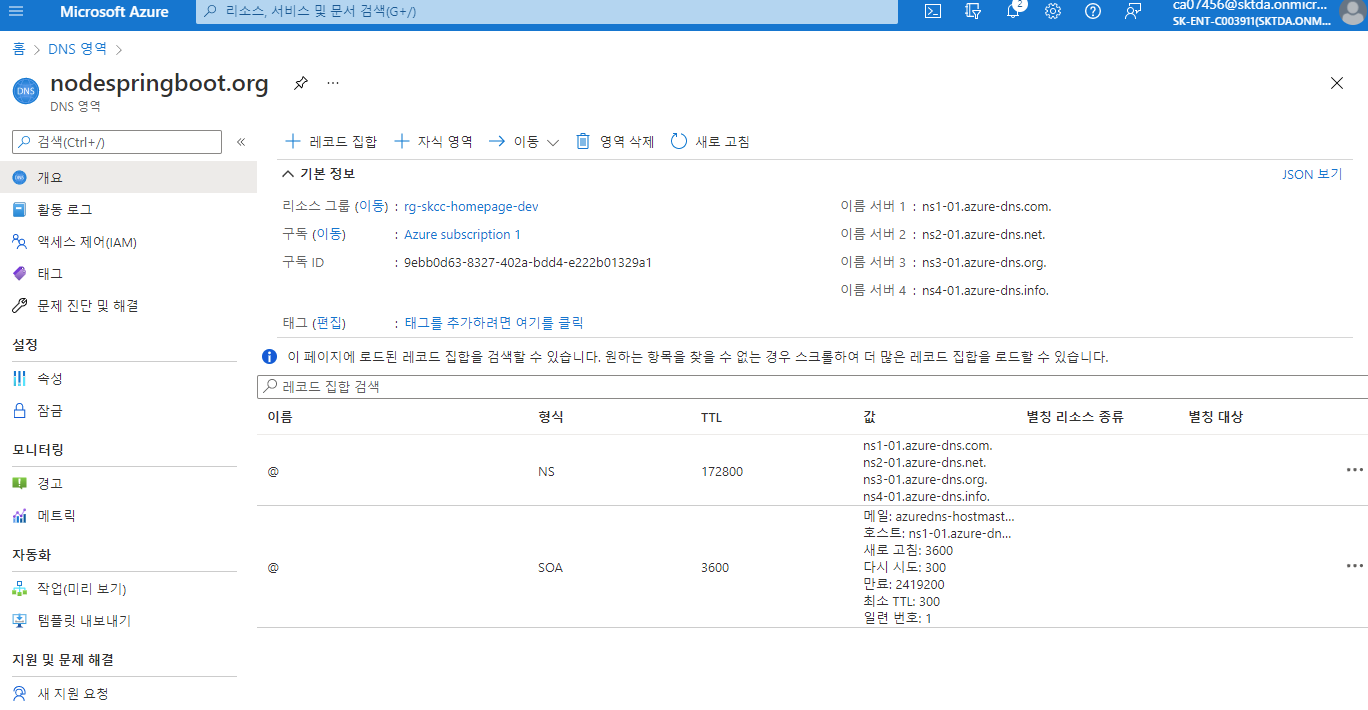 Microsoft Azure
리소스, 서비스 및 문서 검색(G+/)
2
ca07456@sktda.onmicr...
SK-ENT-C003911(SKTDA.ONM...
홈 > DNS 영역 >
DNS
nodespringboot.org
...
DNS 영역
검색(Ctrl+/)
«
레코드 집합
자식 영역
이동
영역 삭제
새로 고침
개요
활동 로그
액세스 제어(IAM)
태그
문제 진단 및 해결
설정
속성
잠금
모니터링
경고
메트릭
자동화
작업(미리 보기)
템플릿 내보내기
지원 및 문제 해결
새 지원 요청
기본 정보
JSON 보기
리소스 그룹 (이동) : rg-skcc-homepage-dev
구독 (이동) : Azure subscription 1
구독 ID : 9ebb0d63-8327-402a-bdd4-e222b01329a1
이름 서버 1 : ns1-01.azure-dns.com.
이름 서버 2 : ns2-01.azure-dns.net.
이름 서버 3 : ns3-01.azure-dns.org.
이름 서버 4 : ns4-01.azure-dns.info.
태그 (편집) : 태그를 추가하려면 여기를 클릭
이 페이지에 로드된 레코드 집합을 검색할 수 있습니다. 원하는 항목을 찾을 수 없는 경우 스크롤하여 더 많은 레코드 집합을 로드할 수 있습니다.
레코드 집합 검색
이름 형식 TTL 값 별칭 리소스 종류 별칭 대상
@ NS 172800
ns1-01.azure-dns.com.
ns2-01.azure-dns.net.
ns3-01.azure-dns.org.
ns4-01.azure-dns.info.
@ SOA 3600
메일: azuredns-hostmast...
호스트: ns1-01.azure-dn...
새로 고침: 3600
다시 시도: 300
만료: 2419200
최소 TTL: 300
일련 번호: 1